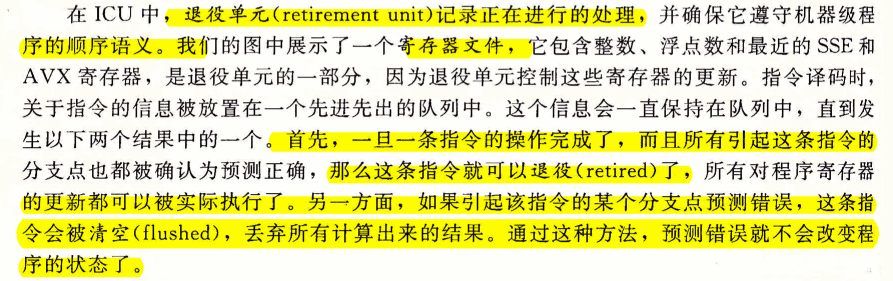 在 ICU 中，退役单元(retirement unit)记录正在进行的处理，并确保它遵守机器级程
序的顺序语义。我们的图中展示了一个寄存器文件，它包含整数、浮点数和最近的 SSE 和
AVX 寄存器，是退役单元的一部分，因为退役单元控制这些寄存器的更新。指令译码时，
关于指令的信息被放置在一个先进先出的队列中。这个信息会一直保持在队列中，直到发
生以下两个结果中的一个。首先，一旦一条指令的操作完成了，而且所有引起这条指令的
分支点也都被确认为预测正确，那么这条指令就可以退役(retired)了，所有对程序寄存器
的更新都可以被实际执行了。另一方面，如果引起该指令的某个分支点预测错误，这条指
令会被清空(flushed)，丢弃所有计算出来的结果。通过这种方法，预测错误就不会改变程
序的状态了。